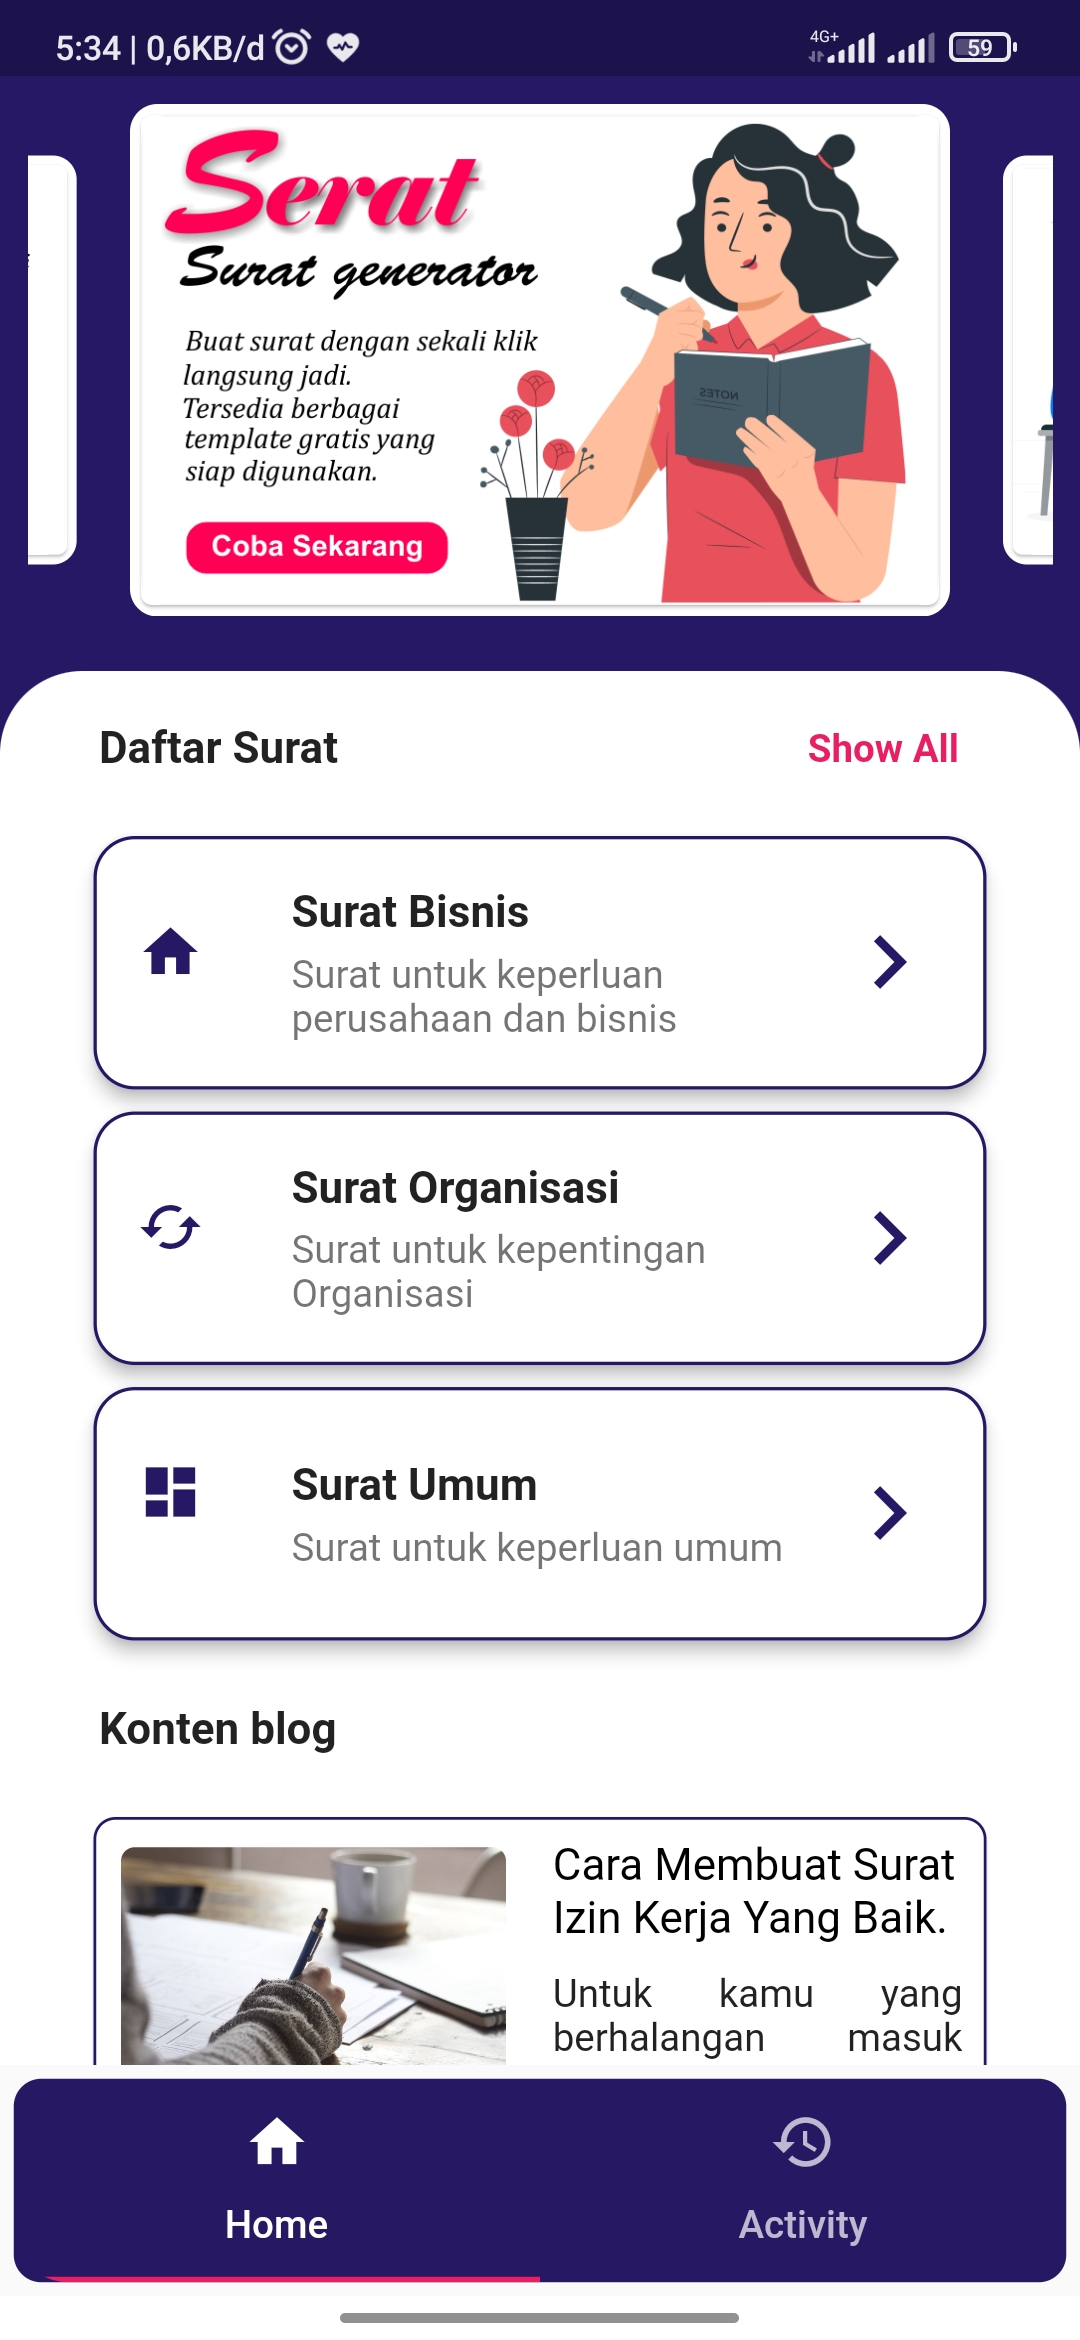 5:34 | 0,6KB/d
4G+
59
Serat
Surat generator
Buat surat dengan sekali klik
langsung jadi.
Tersedia berbagai
template gratis yang
siap digunakan.
Coba Sekarang
NOTES
Daftar Surat
Show All
Surat Bisnis
Surat untuk keperluan
perusahaan dan bisnis
Surat Organisasi
Surat untuk kepentingan
Organisasi
Surat Umum
Surat untuk keperluan umum
Konten blog
Cara Membuat Surat
Izin Kerja Yang Baik.
Untuk kamu yang
berhalangan masuk
Home
Activity